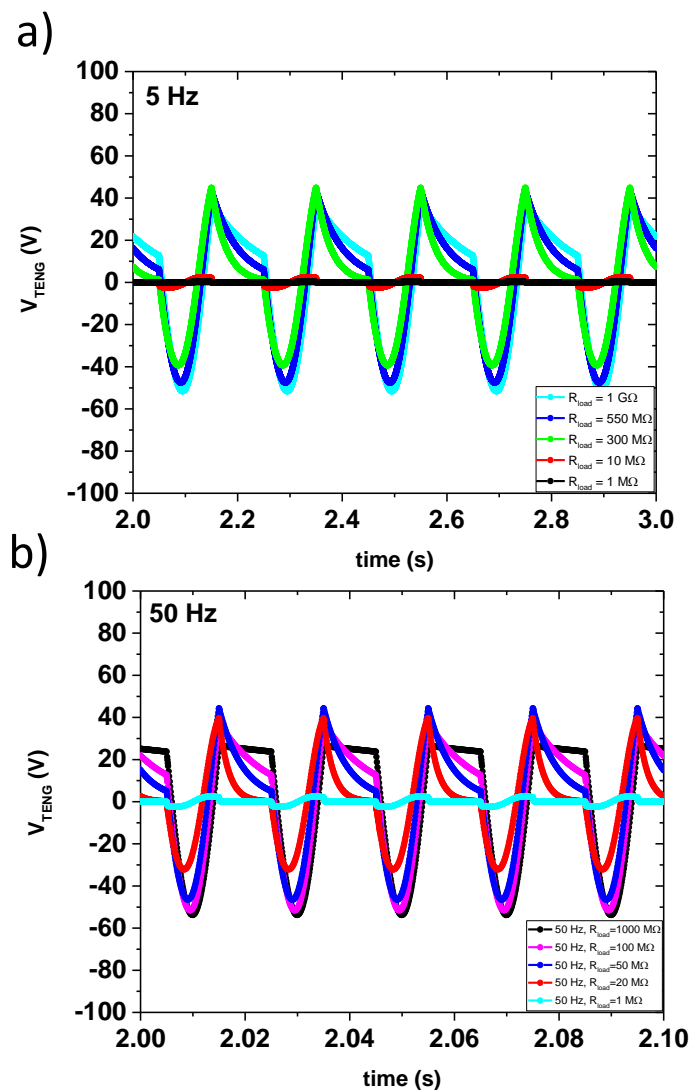 a)
5 Hz
100
80
60
40
20
0
-20
-40
-60
-80
-100
V_TENG (V)
R_load = 1 GΩ
R_load = 550 MΩ
R_load = 300 MΩ
R_load = 10 MΩ
R_load = 1 MΩ
2.0 2.2 2.4 2.6 2.8 3.0
time (s)
b)
50 Hz
100
80
60
40
20
0
-20
-40
-60
-80
-100
V_TENG (V)
50 Hz, R_load=1000 MΩ
50 Hz, R_load=100 MΩ
50 Hz, R_load=50 MΩ
50 Hz, R_load=20 MΩ
50 Hz, R_load=1 MΩ
2.00 2.02 2.04 2.06 2.08 2.10
time (s)